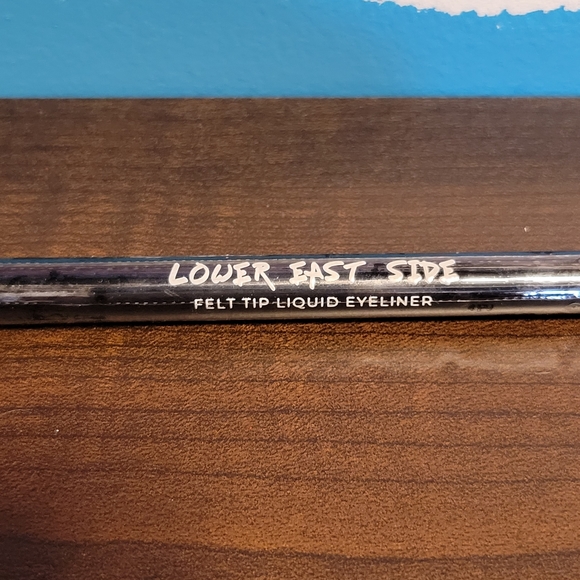 LOWER EAST SIDE
FELT TIP LIQUID EYELINER